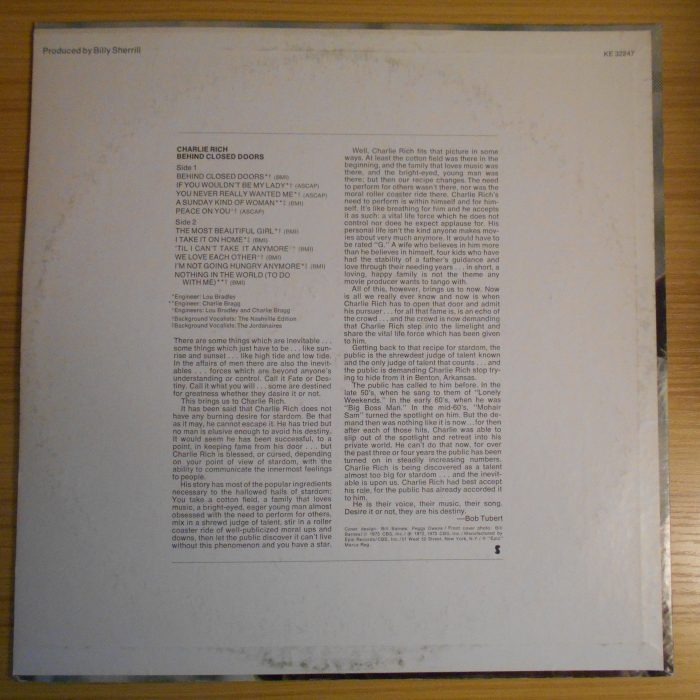 Produced by Billy Sherrill
KE 32247
CHARLIE RICH
BEHIND CLOSED DOORS
Side 1
BEHIND CLOSED DOORS*† (BMI)
IF YOU WOULDN'T BE MY LADY*† (ASCAP)
YOU NEVER REALLY WANTED ME*† (ASCAP)
A SUNDAY KIND OF WOMAN**‡ (BMI)
PEACE ON YOU*† (ASCAP)
Side 2
THE MOST BEAUTIFUL GIRL*‡ (BMI)
I TAKE IT ON HOME*‡ (BMI)
'TIL I CAN'T TAKE IT ANYMORE (BMI)
WE LOVE EACH OTHER*† (BMI)
I'M NOT GOING HUNGRY ANYMORE*‡ (BMI)
NOTHING IN THE WORLD (TO DO
WITH ME)**‡ (BMI)
*Engineer: Lou Bradley
**Engineer: Charlie Bragg
Engineers: Lou Bradley and Charlie Bragg
†Background Vocalists: The Nashville Edition
‡Background Vocalists: The Jordanaires
There are some things which are inevitable . . .
some things which just have to be . . . like sun-
rise and sunset . . . like high tide and low tide.
In the affairs of men there are also the inevit-
ables . . . forces which are beyond anyone's
understanding or control. Call it Fate or Des-
tiny. Call it what you will . . . some are destined
for greatness whether they desire it or not.
This brings us to Charlie Rich.
It has been said that Charlie Rich does not
have any burning desire for stardom. Be that
as it may, he cannot escape it. He has tried but
no man is elusive enough to avoid his destiny.
It would seem he has been successful, to a
point, in keeping fame from his door . . . but
Charlie Rich is blessed, or cursed, depending
on your point of view of stardom, with the
ability to communicate the innermost feelings
to people.
His story has most of the popular ingredients
necessary to the hallowed halls of stardom:
You take a cotton field, a family that loves
music, a bright-eyed, eager young man almost
obsessed with the need to perform for others,
mix in a shrewd judge of talent, stir in a roller
coaster ride of well-publicized moral ups and
downs, then let the public discover it can't live
without this phenomenon and you have a star.
Well, Charlie Rich fits that picture in some
ways. At least the cotton field was there in the
beginning, and the family that loves music was
there, and the bright-eyed, young man was
there; but then our recipe changes. The need
to perform for others wasn't there, nor was the
moral roller coaster ride there. Charlie Rich's
need to perform is within himself and for him-
self. It's like breathing for him and he accepts
it as such: a vital life force which he does not
control nor does he expect applause for. His
personal life isn't the kind anyone makes mov-
ies about very much anymore. It would have to
be rated "G." A wife who believes in him more
than he believes in himself, four kids who have
had the stability of a father's guidance and
love through their needing years . . . in short, a
loving, happy family is not the theme any
movie producer wants to tango with.
All of this, however, brings us to now. Now
is all we really ever know and now is when
Charlie Rich has to open that door and admit
his pursuer . . . for all that fame is, is an echo of
the crowd . . . and the crowd is now demanding
that Charlie Rich step into the limelight and
share the vital life force which has been given
to him.
Getting back to that recipe for stardom, the
public is the shrewdest judge of talent known
and the only judge of talent that counts . . . and
the public is demanding Charlie Rich stop try-
ing to hide from it in Benton, Arkansas.
The public has called to him before. In the
late 50's, when he sang to them of "Lonely
Weekends." In the early 60's, when he was
"Big Boss Man." In the mid-60's, "Mohair
Sam" turned the spotlight on him. But the de-
mand then was nothing like it is now...for then
after each of those hits, Charlie was able to
slip out of the spotlight and retreat into his
private world. He can't do that now, for over
the past three or four years the public has been
turned on in steadily increasing numbers.
Charlie Rich is being discovered as a talent
almost too big for stardom . . . and the inevit-
able is upon us. Charlie Rich had best accept
his role, for the public has already accorded it
to him.
He is their voice, their music, their song.
Desire it or not, they are his destiny.
—Bob Tubert
Cover design: Bill Barnes, Peggy Owens / Front cover photo: Bill
Barnes/ © 1973 CBS, Inc./ ℗ 1972, 1973 CBS, Inc./Manufactured by
Epic Records/CBS, Inc./51 West 52 Street, New York, N.Y./ ® "Epic"
Marca Reg.
S